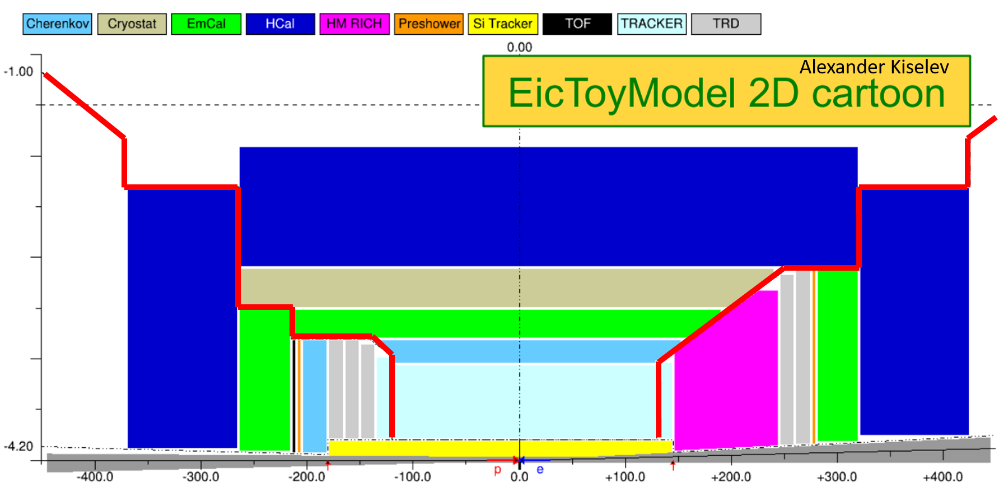 Cherenkov Cryostat EmCal HCal HM RICH Preshower Si Tracker TOF TRACKER TRD
0.00
-1.00
Alexander Kiselev
EicToyModel 2D cartoon
-4.20
p e
-400.0 -300.0 -200.0 -100.0 0.0 +100.0 +200.0 +300.0 +400.0